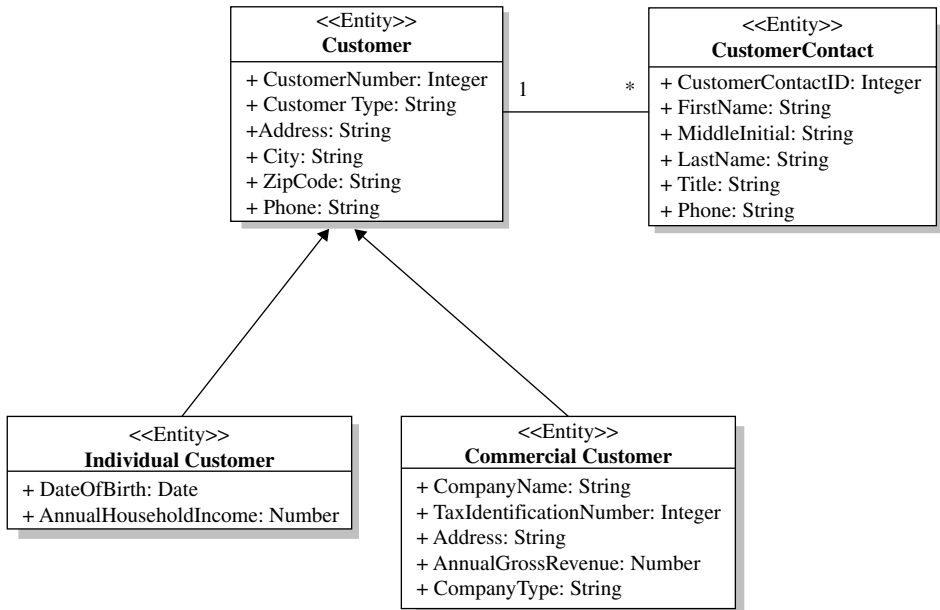 <<Entity>>
Customer
+ CustomerNumber: Integer
+ Customer Type: String
+Address: String
+ City: String
+ ZipCode: String
+ Phone: String
1
*
<<Entity>>
CustomerContact
+ CustomerContactID: Integer
+ FirstName: String
+ MiddleInitial: String
+ LastName: String
+ Title: String
+ Phone: String
<<Entity>>
Individual Customer
+ DateOfBirth: Date
+ AnnualHouseholdIncome: Number
<<Entity>>
Commercial Customer
+ CompanyName: String
+ TaxIdentificationNumber: Integer
+ Address: String
+ AnnualGrossRevenue: Number
+ CompanyType: String